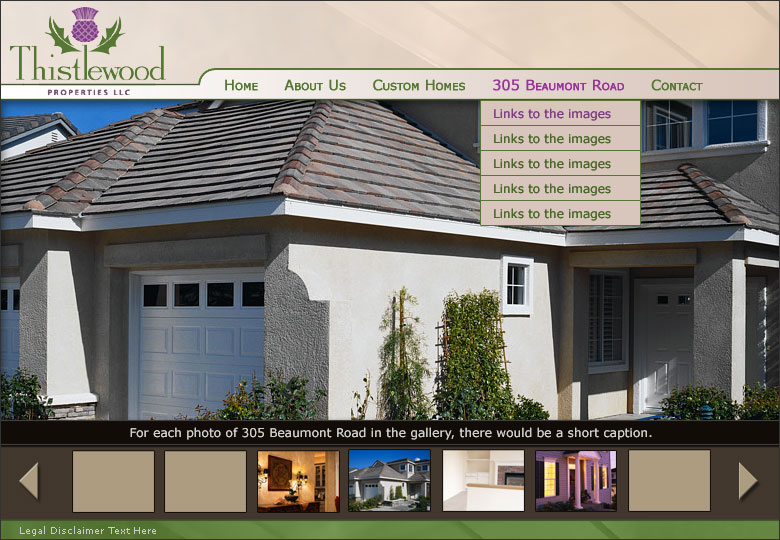 Thistlewood
PROPERTIES LLC
Home About Us Custom Homes 305 Beaumont Road Contact
Links to the images
Links to the images
Links to the images
Links to the images
Links to the images
For each photo of 305 Beaumont Road in the gallery, there would be a short caption.
Legal Disclaimer Text Here